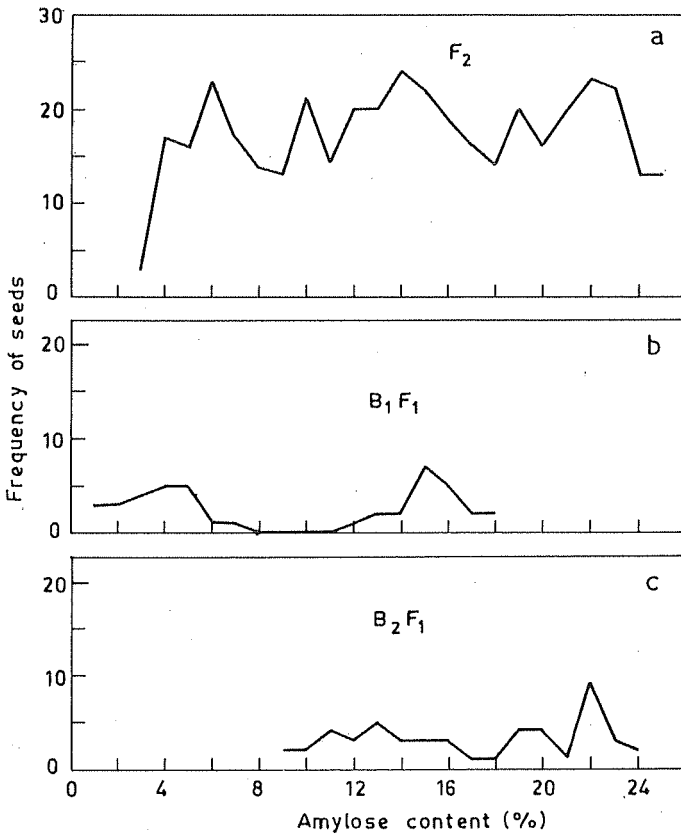 a
F₂
30
20
10
0
b
B₁F₁
20
10
0
c
B₂F₁
20
10
0
0 4 8 12 16 20 24
Frequency of seeds
Amylose content (%)